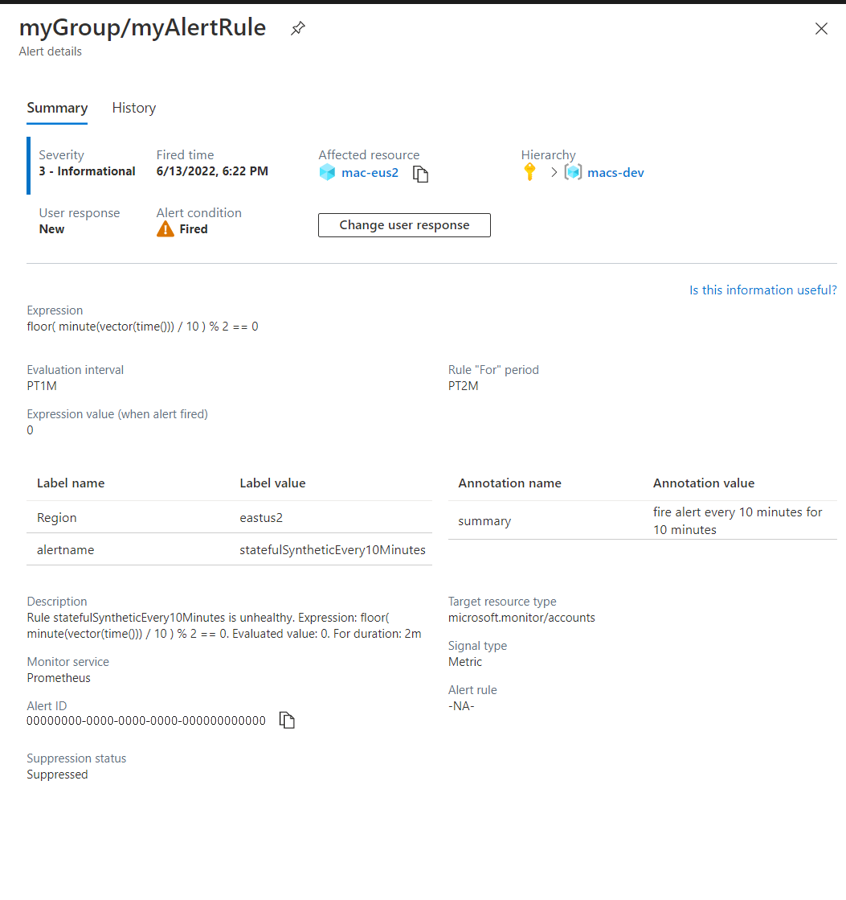 myGroup/myAlertRule
Alert details
Summary History
Severity Fired time Affected resource Hierarchy
3 - Informational 6/13/2022, 6:22 PM mac-eus2 > macs-dev
User response Alert condition
New Fired Change user response
Is this information useful?
Expression
floor( minute(vector(time())) / 10 ) % 2 == 0
Evaluation interval Rule "For" period
PT1M PT2M
Expression value (when alert fired)
0
Label name Label value
Region eastus2
alertname statefulSyntheticEvery10Minutes
Annotation name Annotation value
summary fire alert every 10 minutes for
10 minutes
Description
Rule statefulSyntheticEvery10Minutes is unhealthy. Expression: floor(
minute(vector(time())) / 10 ) % 2 == 0. Evaluated value: 0. For duration: 2m
Monitor service
Prometheus
Alert ID
00000000-0000-0000-0000-000000000000
Suppression status
Suppressed
Target resource type
microsoft.monitor/accounts
Signal type
Metric
Alert rule
-NA-